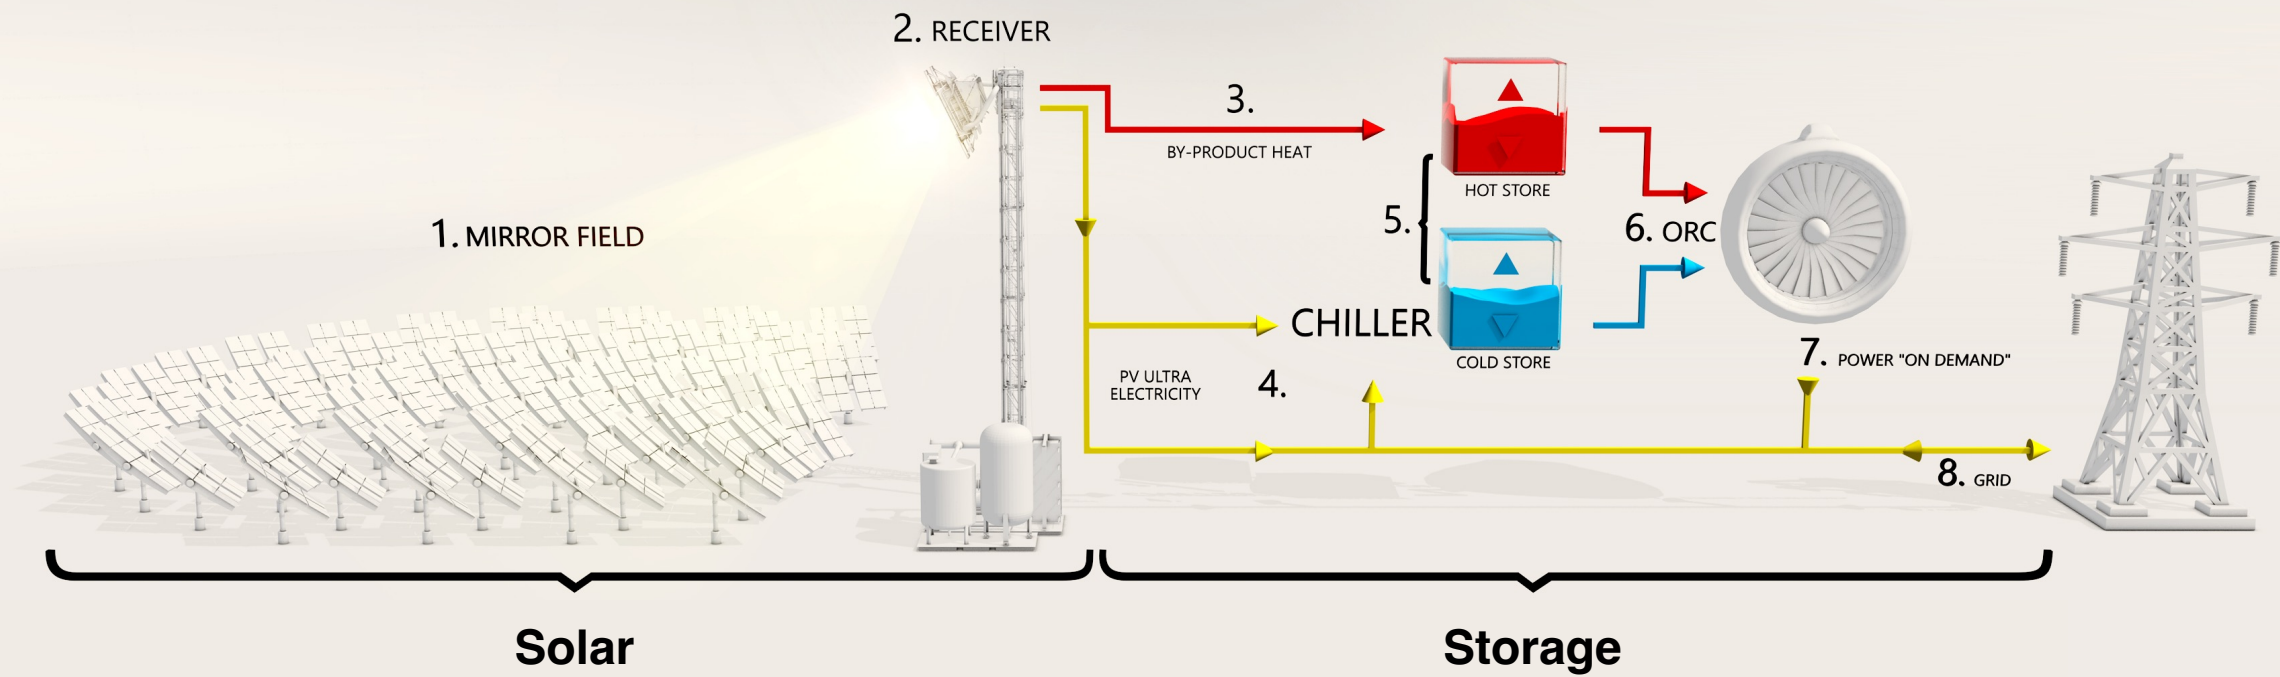 2. RECEIVER
1. MIRROR FIELD
3.
BY-PRODUCT HEAT
HOT STORE
5.
6. ORC
CHILLER
COLD STORE
PV ULTRA
ELECTRICITY
4.
7. POWER "ON DEMAND"
8. GRID
Solar
Storage